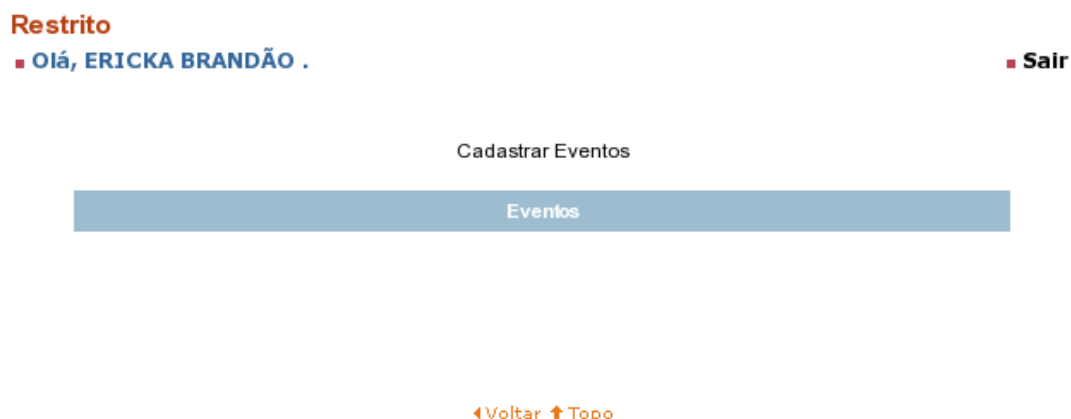 Restrito
Olá, ERICKA BRANDÃO .
Sair
Cadastrar Eventos
Eventos
Voltar Topo